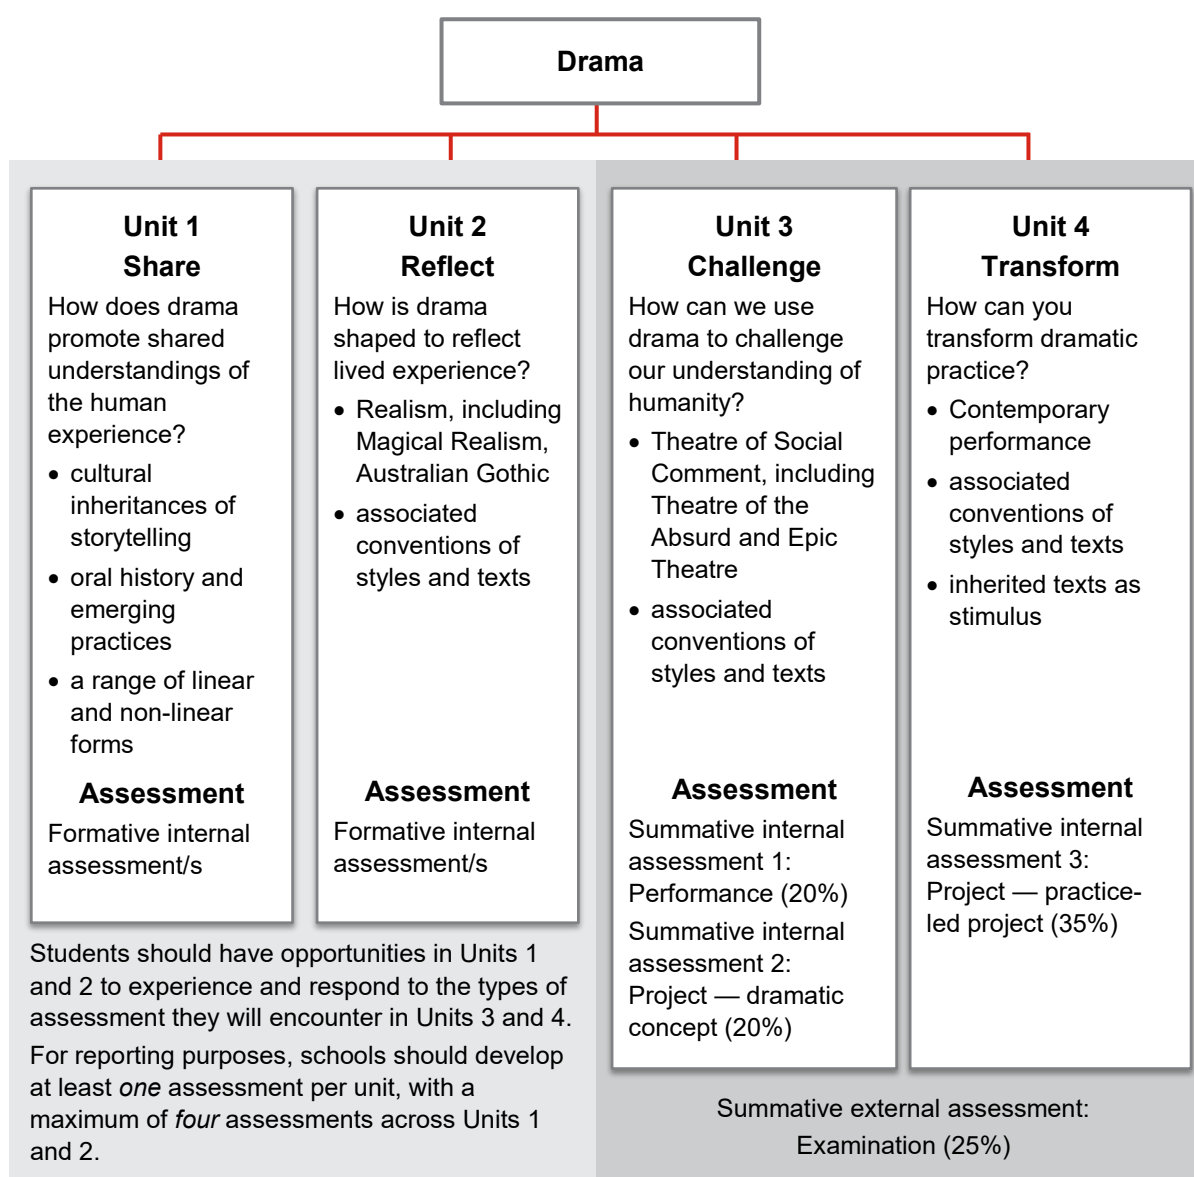 Drama
Unit 1
Share
How does drama
promote shared
understandings of
the human
experience?
• cultural
inheritances of
storytelling
• oral history and
emerging
practices
• a range of linear
and non-linear
forms
Assessment
Formative internal
assessment/s
Unit 2
Reflect
How is drama
shaped to reflect
lived experience?
• Realism, including
Magical Realism,
Australian Gothic
• associated
conventions of
styles and texts
Assessment
Formative internal
assessment/s
Students should have opportunities in Units 1
and 2 to experience and respond to the types of
assessment they will encounter in Units 3 and 4.
For reporting purposes, schools should develop
at least one assessment per unit, with a
maximum of four assessments across Units 1
and 2.
Unit 3
Challenge
How can we use
drama to challenge
our understanding of
humanity?
• Theatre of Social
Comment, including
Theatre of the
Absurd and Epic
Theatre
• associated
conventions of
styles and texts
Assessment
Summative internal
assessment 1:
Performance (20%)
Summative internal
assessment 2:
Project — dramatic
concept (20%)
Unit 4
Transform
How can you
transform dramatic
practice?
• Contemporary
performance
• associated
conventions of
styles and texts
• inherited texts as
stimulus
Assessment
Summative internal
assessment 3:
Project — practice-
led project (35%)
Summative external assessment:
Examination (25%)